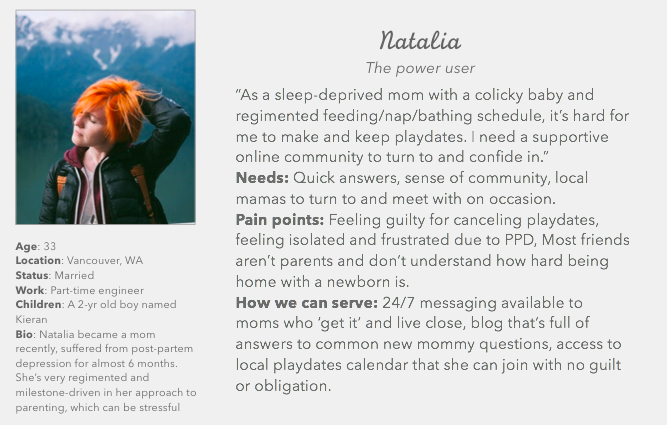 Natalia
The power user
“As a sleep-deprived mom with a colicky baby and
regimented feeding/nap/bathing schedule, it’s hard for
me to make and keep playdates. I need a supportive
online community to turn to and confide in.”
Needs: Quick answers, sense of community, local
mamas to turn to and meet with on occasion.
Pain points: Feeling guilty for canceling playdates,
feeling isolated and frustrated due to PPD, Most friends
aren’t parents and don’t understand how hard being
home with a newborn is.
How we can serve: 24/7 messaging available to
moms who ‘get it’ and live close, blog that’s full of
answers to common new mommy questions, access to
local playdates calendar that she can join with no guilt
or obligation.
Age: 33
Location: Vancouver, WA
Status: Married
Work: Part-time engineer
Children: A 2-yr old boy named
Kieran
Bio: Natalia became a mom
recently, suffered from post-partem
depression for almost 6 months.
She’s very regimented and
milestone-driven in her approach to
parenting, which can be stressful